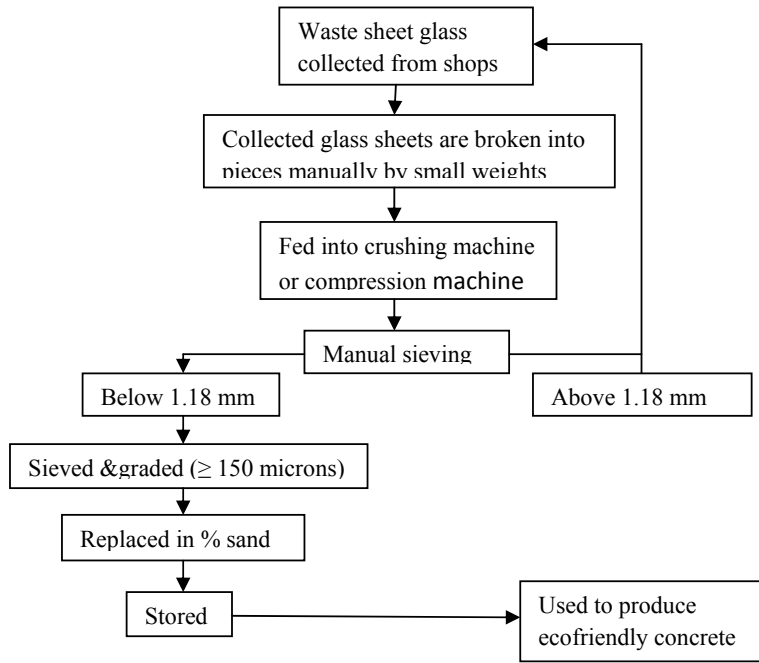 Waste sheet glass
collected from shops
Collected glass sheets are broken into
pieces manually by small weights
Fed into crushing machine
or compression machine
Manual sieving
Below 1.18 mm
Above 1.18 mm
Sieved &graded (≥ 150 microns)
Replaced in % sand
Stored
Used to produce
ecofriendly concrete